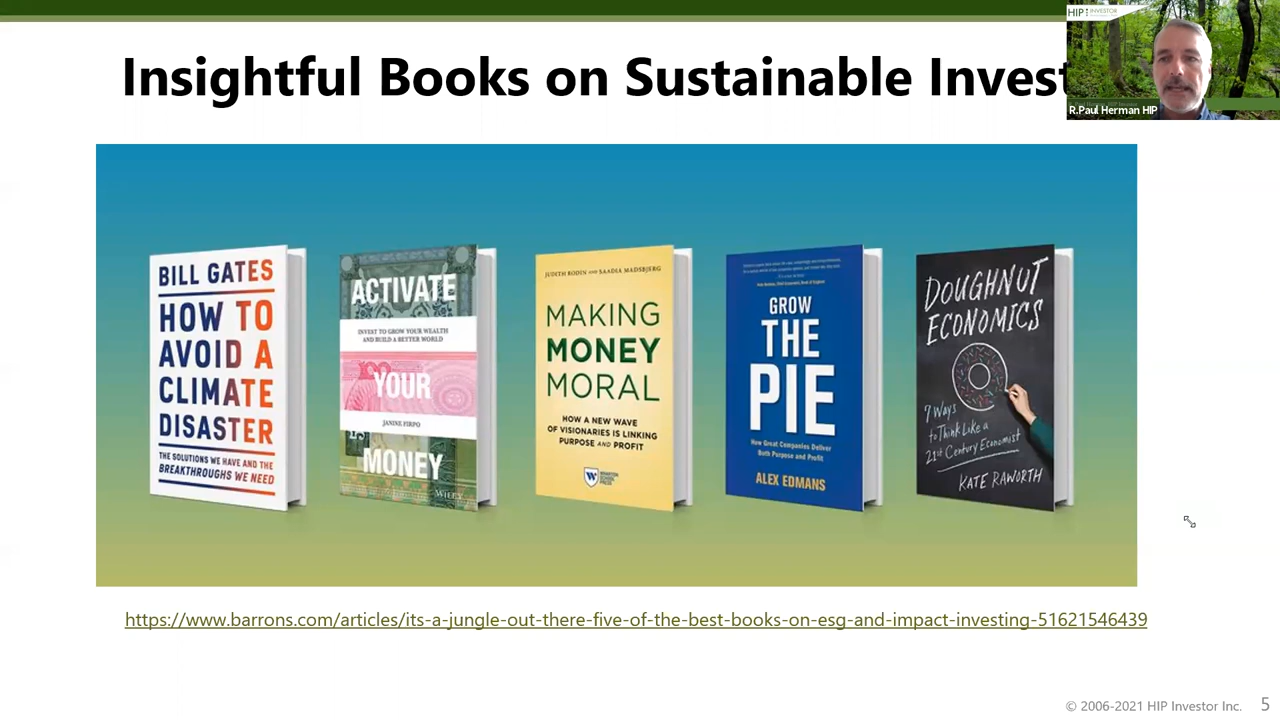 Insightful Books on Sustainable Invest
HIP INVESTOR
R.Paul Herman HIP
BILL GATES
HOW TO
AVOID A
CLIMATE
DISASTER
THE SOLUTIONS WE HAVE AND THE
BREAKTHROUGHS WE NEED
ACTIVATE
INVEST TO GROW YOUR WEALTH
AND BUILD A BETTER WORLD
YOUR
JANINE FIRPO
MONEY
WILEY
JUDITH RODIN AND SAADIA MADSBJERG
MAKING
MONEY
MORAL
HOW A NEW WAVE
OF VISIONARIES IS LINKING
PURPOSE AND PROFIT
W WHARTON
SCHOOL
PRESS
GROW
THE
PIE
How Great Companies Deliver
Both Purpose and Profit
ALEX EDMANS
DOUGHNUT
ECONOMICS
7 Ways
to Think Like a
21st Century Economist
KATE RAWORTH
https://www.barrons.com/articles/its-a-jungle-out-there-five-of-the-best-books-on-esg-and-impact-investing-51621546439
© 2006-2021 HIP Investor Inc. 5